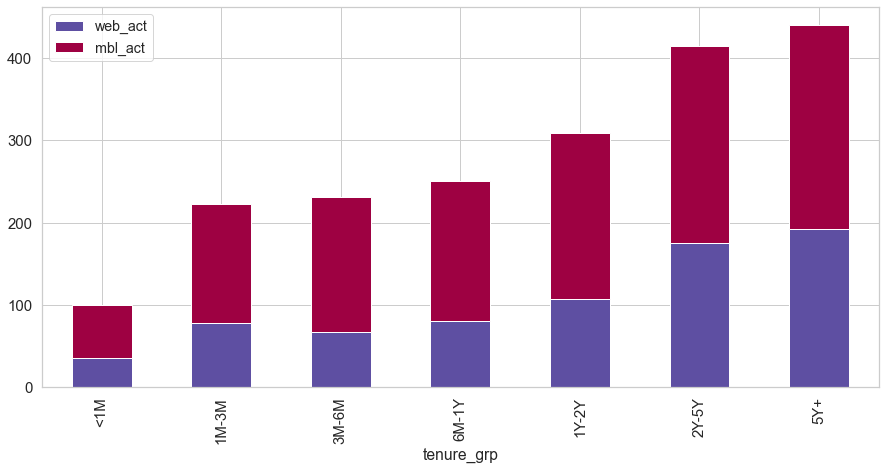 web_act
mbl_act
400
300
200
100
0
<1M
1M-3M
3M-6M
6M-1Y
1Y-2Y
2Y-5Y
5Y+
tenure_grp